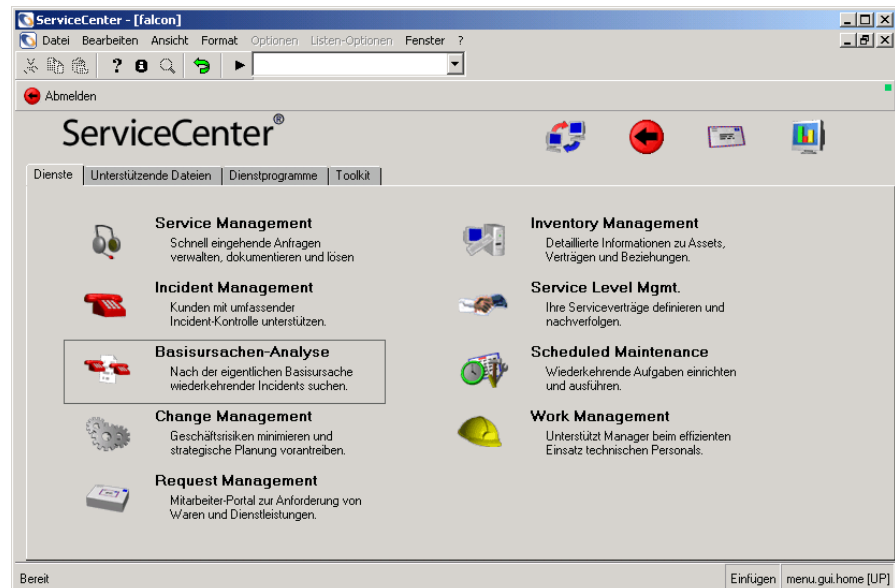 ServiceCenter - [falcon]
Datei Bearbeiten Ansicht Format Optionen Listen-Optionen Fenster ?
Abmelden
ServiceCenter®
Dienste Unterstützende Dateien Dienstprogramme Toolkit
Service Management
Schnell eingehende Anfragen
verwalten, dokumentieren und lösen
Incident Management
Kunden mit umfassender
Incident-Kontrolle unterstützen.
Basisursachen-Analyse
Nach der eigentlichen Basisursache
wiederkehrender Incidents suchen.
Change Management
Geschäftsrisiken minimieren und
strategische Planung vorantreiben.
Request Management
Mitarbeiter-Portal zur Anforderung von
Waren und Dienstleistungen.
Inventory Management
Detaillierte Informationen zu Assets,
Verträgen und Beziehungen.
Service Level Mgmt.
Ihre Serviceverträge definieren und
nachverfolgen.
Scheduled Maintenance
Wiederkehrende Aufgaben einrichten
und ausführen.
Work Management
Unterstützt Manager beim effizienten
Einsatz technischen Personals.
Bereit
Einfügen menu.gui.home [UP]